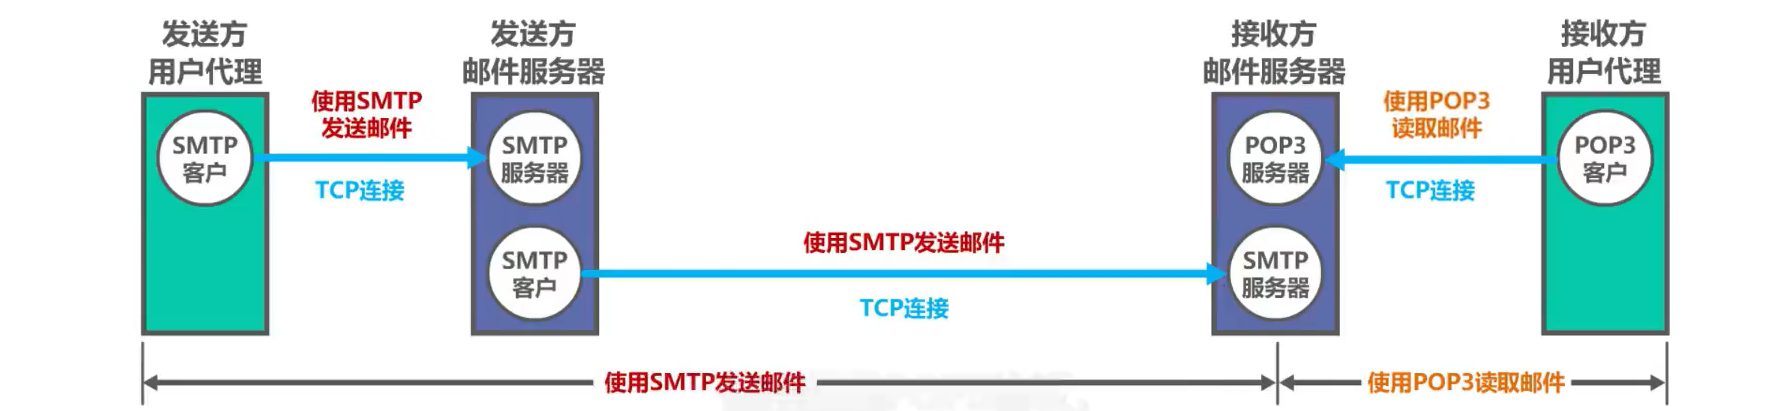 发送方
用户代理
发送方
邮件服务器
接收方
邮件服务器
接收方
用户代理
使用SMTP
发送邮件
使用POP3
读取邮件
SMTP
客户
SMTP
服务器
POP3
服务器
POP3
客户
TCP连接
TCP连接
使用SMTP发送邮件
SMTP
客户
SMTP
服务器
TCP连接
使用SMTP发送邮件
使用POP3读取邮件